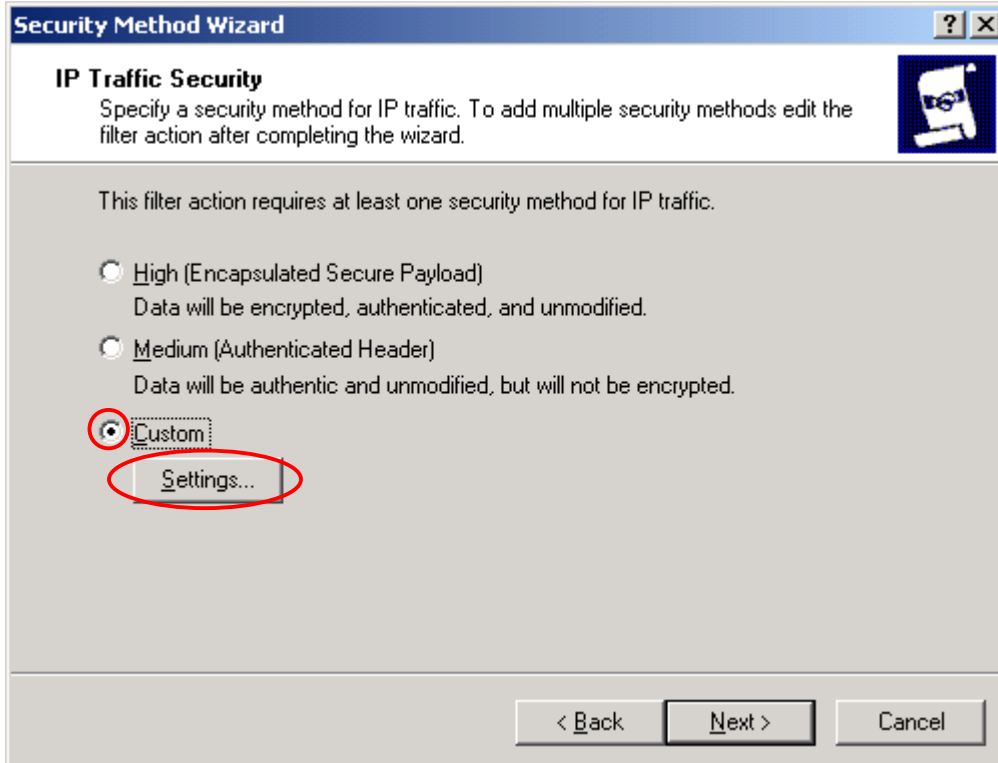 Security Method Wizard
IP Traffic Security
Specify a security method for IP traffic. To add multiple security methods edit the
filter action after completing the wizard.
This filter action requires at least one security method for IP traffic.
High (Encapsulated Secure Payload)
Data will be encrypted, authenticated, and unmodified.
Medium (Authenticated Header)
Data will be authentic and unmodified, but will not be encrypted.
Custom
Settings...
< Back Next > Cancel